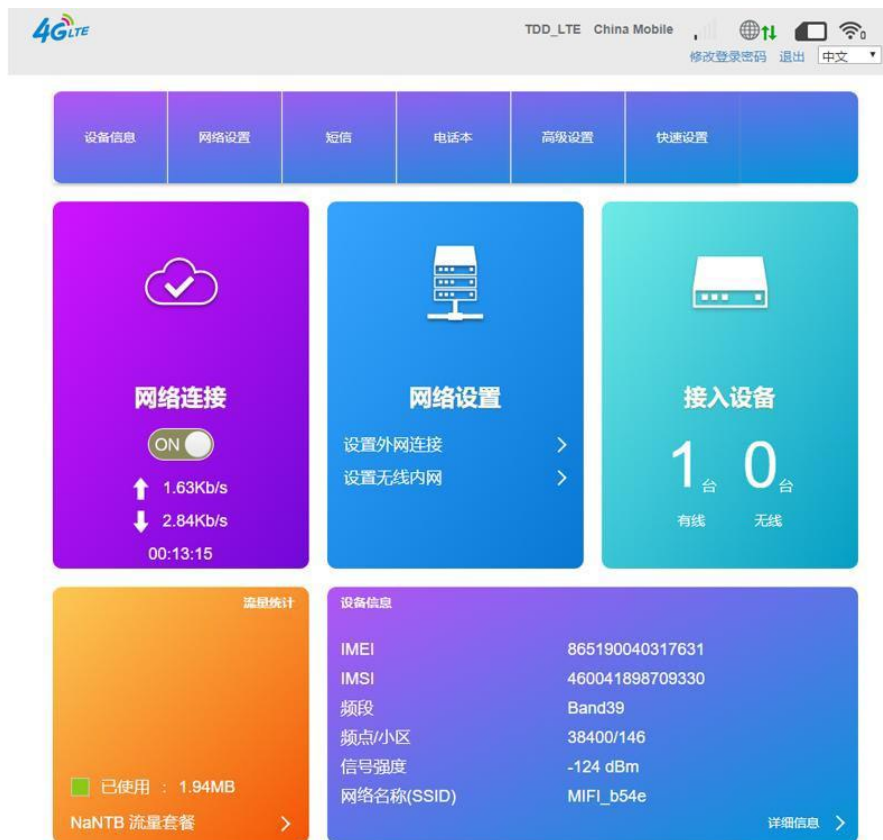 4G LTE
TDD_LTE China Mobile 0
修改登录密码 退出 中文
设备信息 网络设置 短信 电话本 高级设置 快速设置
网络连接
ON
1.63Kb/s
2.84Kb/s
00:13:15
网络设置
设置外网连接
设置无线内网
接入设备
1台 0台
有线 无线
流量统计
已使用 : 1.94MB
NaNTB 流量套餐
设备信息
IMEI 865190040317631
IMSI 460041898709330
频段 Band39
频点/小区 38400/146
信号强度 -124 dBm
网络名称(SSID) MIFI_b54e
详细信息